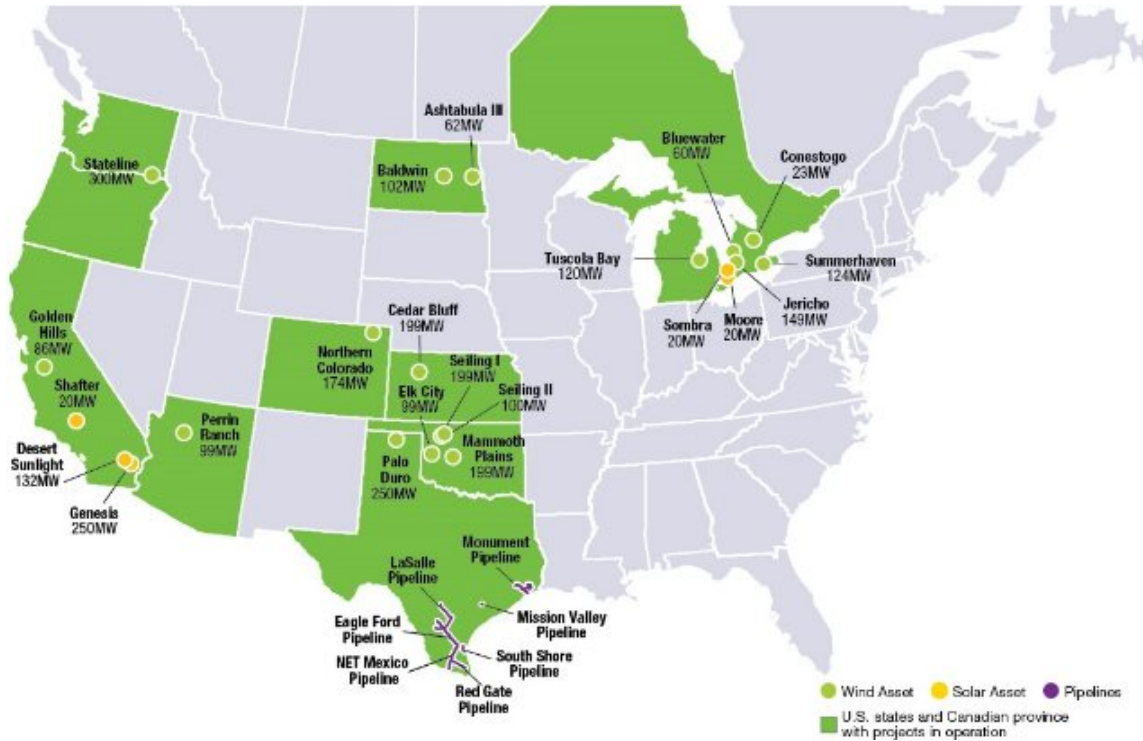 Ashtabula III
62MW
Bluewater
60MW
Conestogo
23MW
Stateline
300MW
Baldwin
102MW
Tuscola Bay
120MW
Summerhaven
124MW
Jericho
149MW
Moore
20MW
Sombra
20MW
Golden
Hills
86MW
Cedar Bluff
199MW
Northern
Colorado
174MW
Seiling I
199MW
Elk City
99MW
Seiling II
100MW
Shafter
20MW
Perrin
Ranch
99MW
Mammoth
Plains
199MW
Desert
Sunlight
132MW
Palo
Duro
250MW
Genesis
250MW
Monument
Pipeline
LaSalle
Pipeline
Mission Valley
Pipeline
Eagle Ford
Pipeline
NET Mexico
Pipeline
South Shore
Pipeline
Red Gate
Pipeline
Wind Asset
Solar Asset
Pipelines
U.S. states and Canadian province
with projects in operation